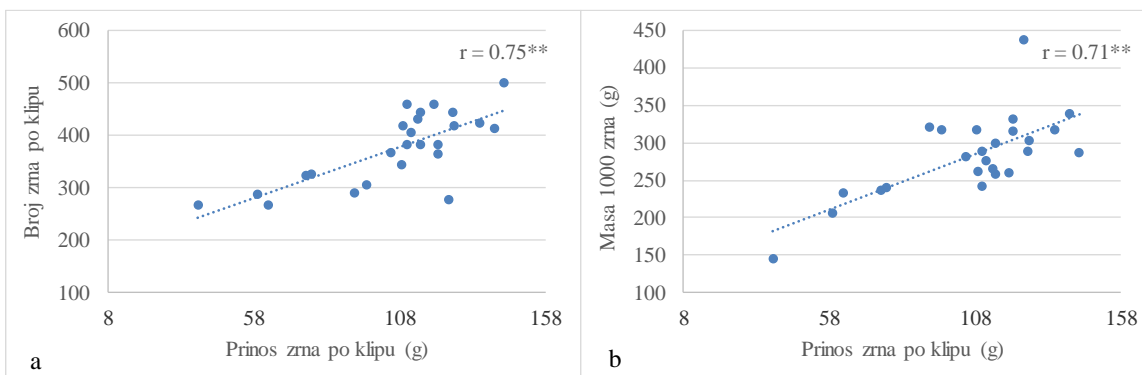 600
500
400
300
200
100
8
58
108
158
Broj zrna po klipu
Prinos zrna po klipu (g)
r = 0.75**
a
450
400
350
300
250
200
150
100
8
58
108
158
Masa 1000 zrna (g)
Prinos zrna po klipu (g)
r = 0.71**
b